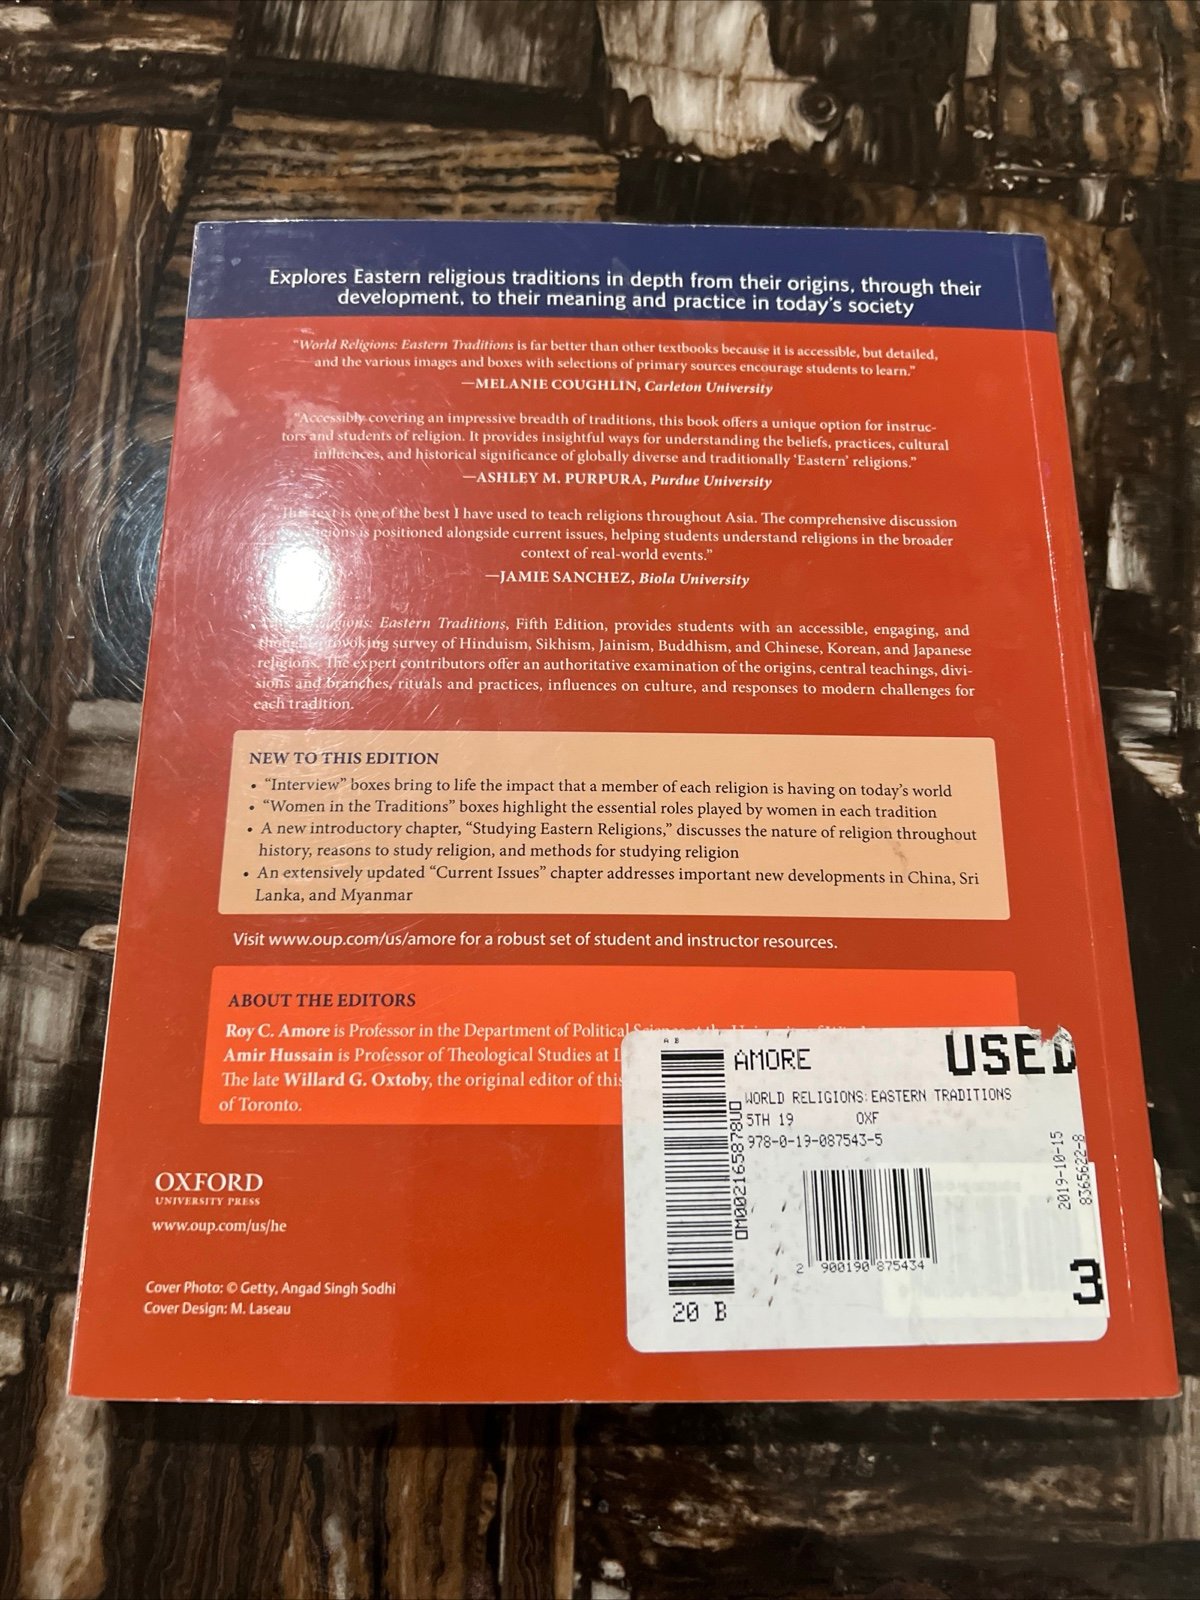 Explores Eastern religious traditions in depth from their origins, through their
development, to their meaning and practice in today's society
"World Religions: Eastern Traditions is far better than other textbooks because it is accessible, but detailed,
and the various images and boxes with selections of primary sources encourage students to learn."
—MELANIE COUGHLIN, Carleton University
"Accessibly covering an impressive breadth of traditions, this book offers a unique option for instruc-
tors and students of religion. It provides insightful ways for understanding the beliefs, practices, cultural
influences, and historical significance of globally diverse and traditionally 'Eastern' religions."
—ASHLEY M. PURPURA, Purdue University
text is one of the best I have used to teach religions throughout Asia. The comprehensive discussion
is positioned alongside current issues, helping students understand religions in the broader
context of real-world events."
—JAMIE SANCHEZ, Biola University
Eastern Traditions, Fifth Edition, provides students with an accessible, engaging, and
survey of Hinduism, Sikhism, Jainism, Buddhism, and Chinese, Korean, and Japanese
religions. The expert contributors offer an authoritative examination of the origins, central teachings, divi-
sions and branches, rituals and practices, influences on culture, and responses to modern challenges for
each tradition.
NEW TO THIS EDITION
• "Interview" boxes bring to life the impact that a member of each religion is having on today's world
• "Women in the Traditions" boxes highlight the essential roles played by women in each tradition
• A new introductory chapter, "Studying Eastern Religions," discusses the nature of religion throughout
history, reasons to study religion, and methods for studying religion
• An extensively updated "Current Issues" chapter addresses important new developments in China, Sri
Lanka, and Myanmar
Visit www.oup.com/us/amore for a robust set of student and instructor resources.
ABOUT THE EDITORS
Roy C. Amore is Professor in the Department of Political
Amir Hussain is Professor of Theological Studies at L
The late Willard G. Oxtoby, the original editor of this
of Toronto.
OXFORD
UNIVERSITY PRESS
www.oup.com/us/he
Cover Photo: © Getty, Angad Singh Sodhi
Cover Design: M. Laseau
A B
AMORE
USED
WORLD RELIGIONS:EASTERN TRADITIONS
5TH 19 OXF
978-0-19-087543-5
0M002165878U0
2019-10-15
8365622-8
2 900190 875434
3
20 B